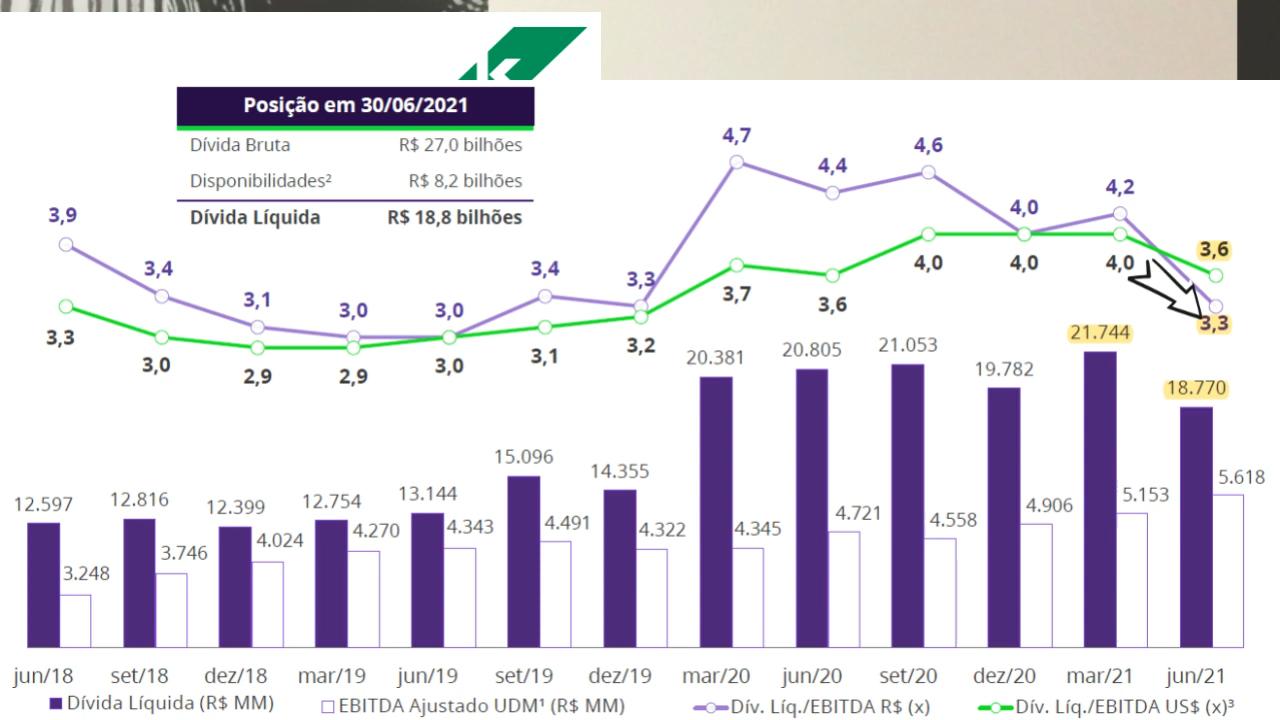 Posição em 30/06/2021
Dívida Bruta R$ 27,0 bilhões
Disponibilidades² R$ 8,2 bilhões
Dívida Líquida R$ 18,8 bilhões
3,9 3,4 3,1 3,0 3,0 3,4 3,3 4,7 4,4 4,6 4,0 4,2 3,3
3,3 3,0 2,9 2,9 3,0 3,1 3,2 3,7 3,6 4,0 4,0 4,0 3,6
12.597 12.816 12.399 12.754 13.144 15.096 14.355 20.381 20.805 21.053 19.782 21.744 18.770
3.248 3.746 4.024 4.270 4.343 4.491 4.322 4.345 4.721 4.558 4.906 5.153 5.618
jun/18 set/18 dez/18 mar/19 jun/19 set/19 dez/19 mar/20 jun/20 set/20 dez/20 mar/21 jun/21
Dívida Líquida (R$ MM) EBITDA Ajustado UDM¹ (R$ MM) Dív. Líq./EBITDA R$ (x) Dív. Líq./EBITDA US$ (x)³